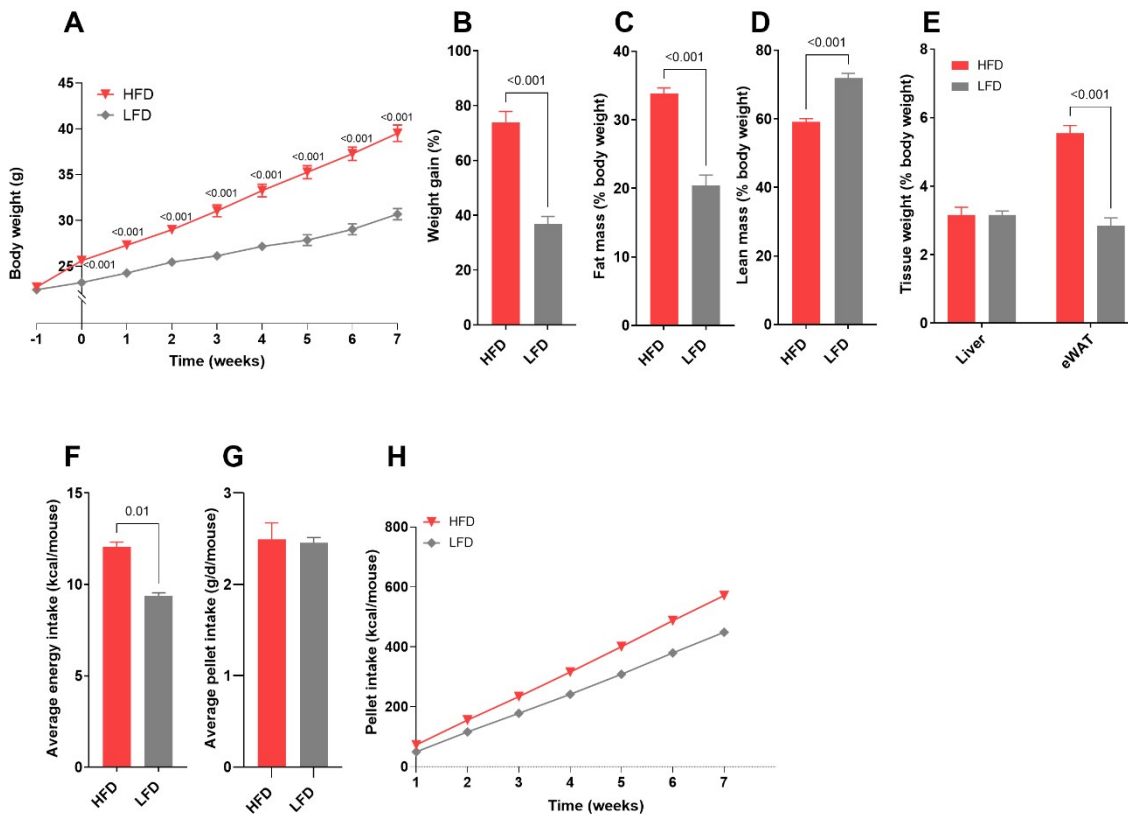 A
Body weight (g)
45
40
35
30
25
HFD
LFD
<0.001
<0.001
<0.001
<0.001
<0.001
<0.001
<0.001
<0.001
-1 0 1 2 3 4 5 6 7
Time (weeks)
B
Weight gain (%)
100
80
60
40
20
0
<0.001
HFD LFD
C
Fat mass (% body weight)
40
30
20
10
0
<0.001
HFD LFD
D
Lean mass (% body weight)
80
60
40
20
0
<0.001
HFD LFD
E
Tissue weight (% body weight)
8
6
4
2
0
HFD
LFD
<0.001
Liver eWAT
F
Average energy intake (kcal/mouse)
15
10
5
0
0.01
HFD LFD
G
Average pellet intake (g/d/mouse)
3
2
1
0
HFD LFD
H
Pellet intake (kcal/mouse)
800
600
400
200
0
HFD
LFD
1 2 3 4 5 6 7
Time (weeks)